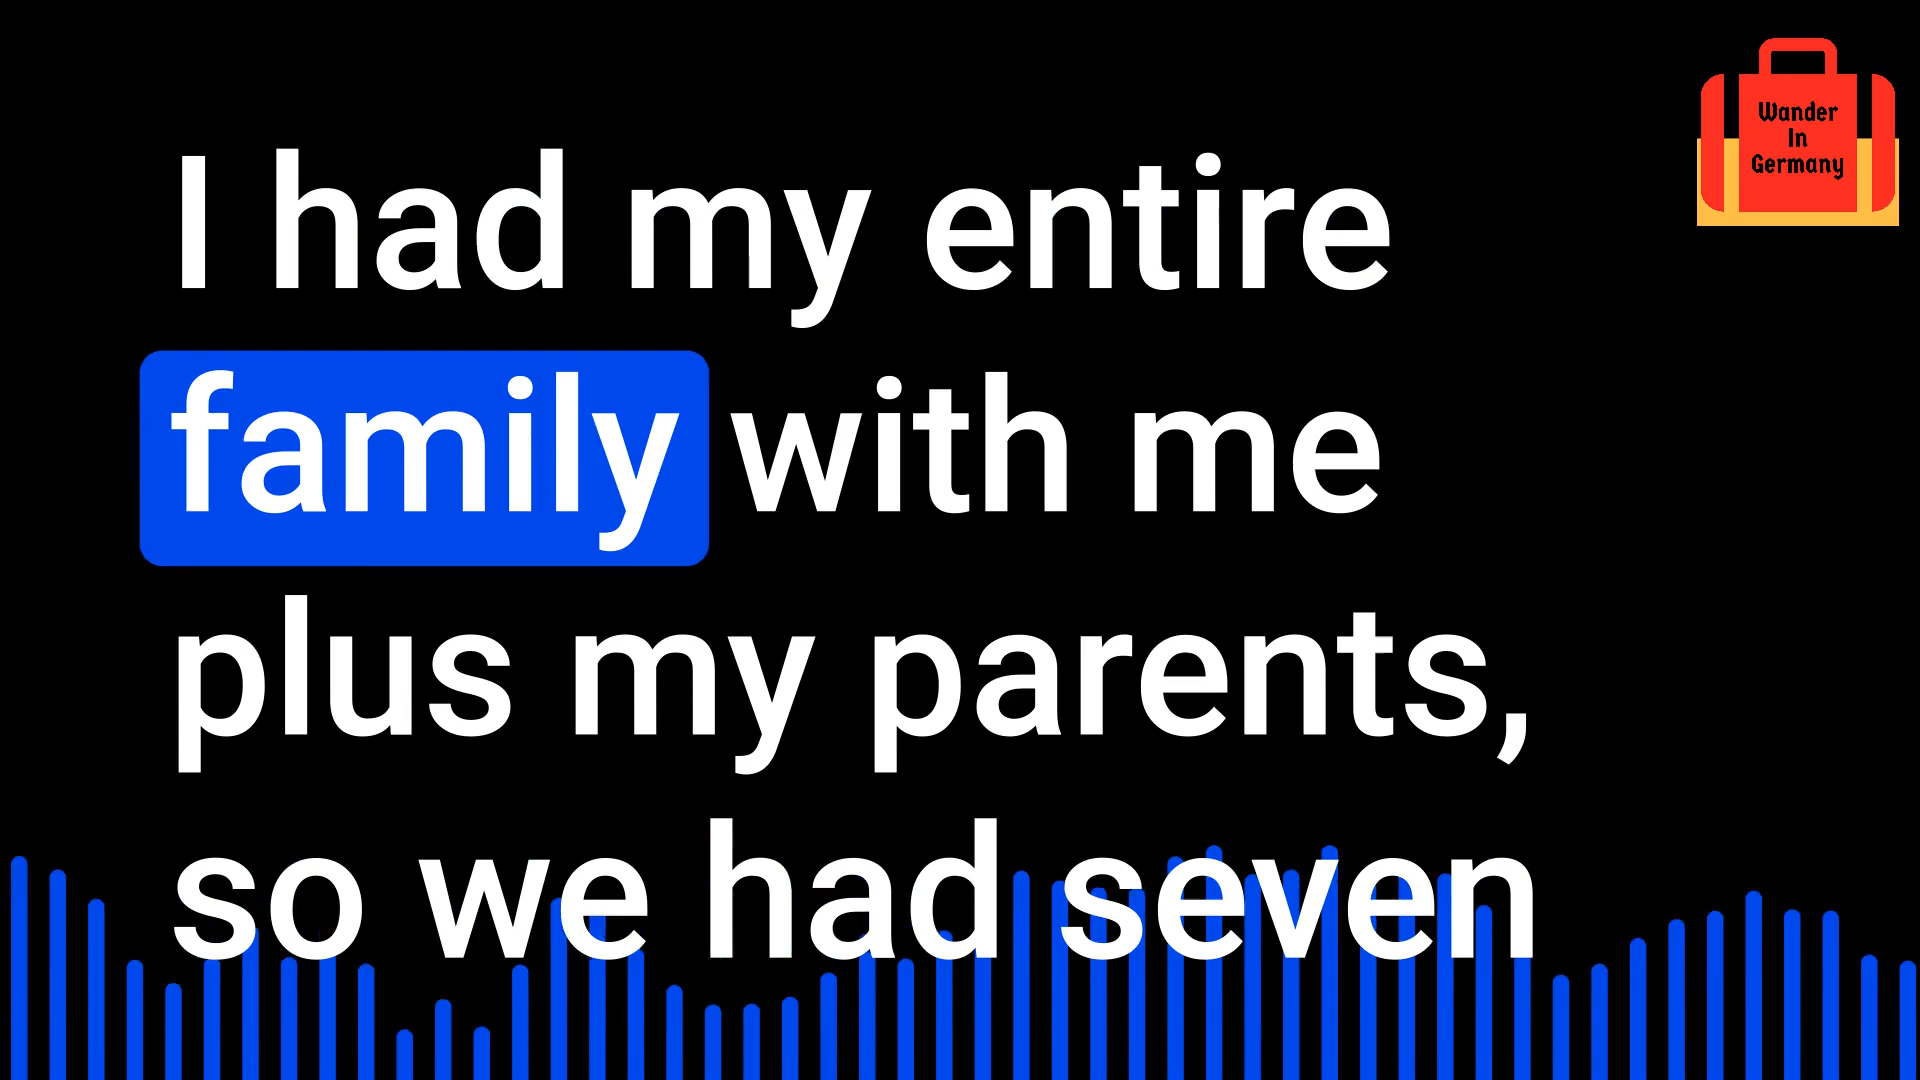 I had my entire
family with me
plus my parents,
so we had seven
Wander
In
Germany